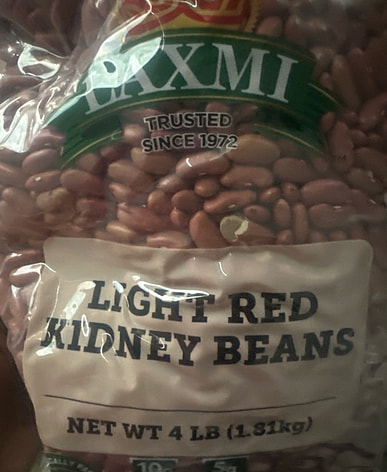 LAXMI
TRUSTED
SINCE 1972
LIGHT RED
KIDNEY BEANS
NET WT 4 LB (1.81kg)